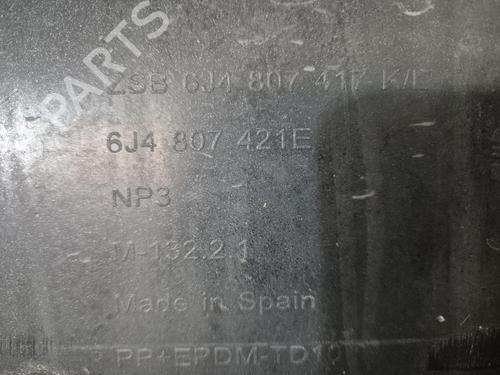 PARTS
ZSB 6J4 807 417 K/E
6J4 807 421E
NP3
M-132.2.1
Made in Spain
PP+EPDM-TD10